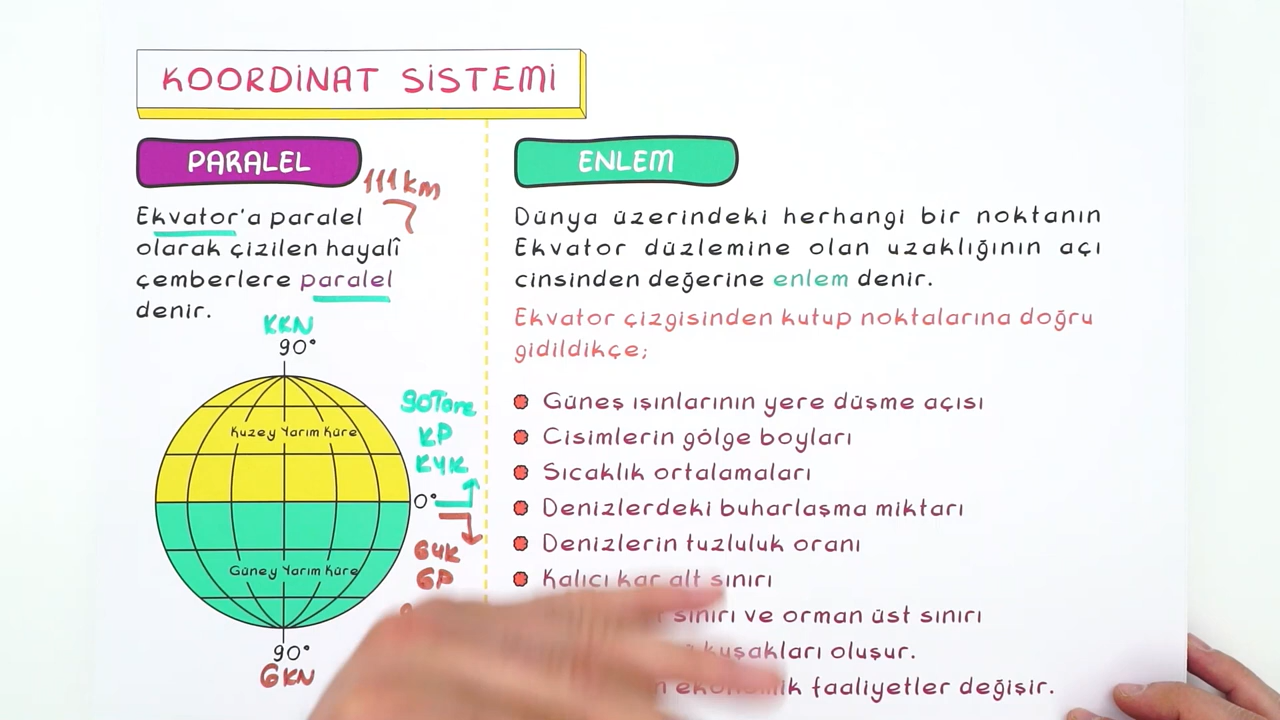 KOORDİNAT SİSTEMİ
PARALEL
111 km
Ekvator'a paralel
olarak çizilen hayalî
çemberlere paralel
denir.
KKN
90°
Kuzey Yarım Küre
90Tane
KP
KYK
0°
GYK
GP
Güney Yarım Küre
90°
GKN
ENLEM
Dünya üzerindeki herhangi bir noktanın
Ekvator düzlemine olan uzaklığının açı
cinsinden değerine enlem denir.
Ekvator çizgisinden kutup noktalarına doğru
gidildikçe;
Güneş ışınlarının yere düşme açısı
Cisimlerin gölge boyları
Sıcaklık ortalamaları
Denizlerdeki buharlaşma miktarı
Denizlerin tuzluluk oranı
Kalıcı kar alt sınırı
sınırı ve orman üst sınırı
kuşakları oluşur.
ekonomik faaliyetler değişir.